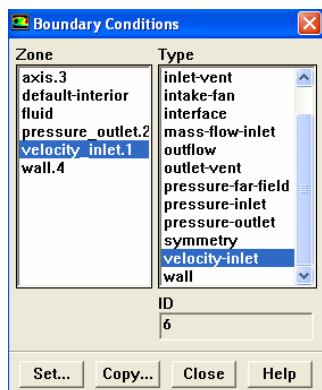 Boundary Conditions
Zone
axis.3
default-interior
fluid
pressure_outlet.2
velocity_inlet.1
wall.4
Type
inlet-vent
intake-fan
interface
mass-flow-inlet
outflow
outlet-vent
pressure-far-field
pressure-inlet
pressure-outlet
symmetry
velocity-inlet
wall
ID
6
Set... Copy... Close Help